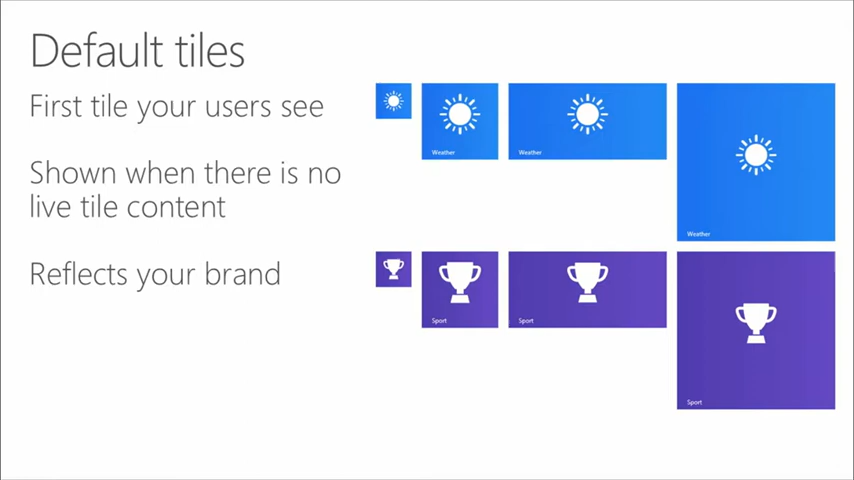 Default tiles
First tile your users see
Shown when there is no
live tile content
Reflects your brand
Weather
Weather
Weather
Sport
Sport
Sport